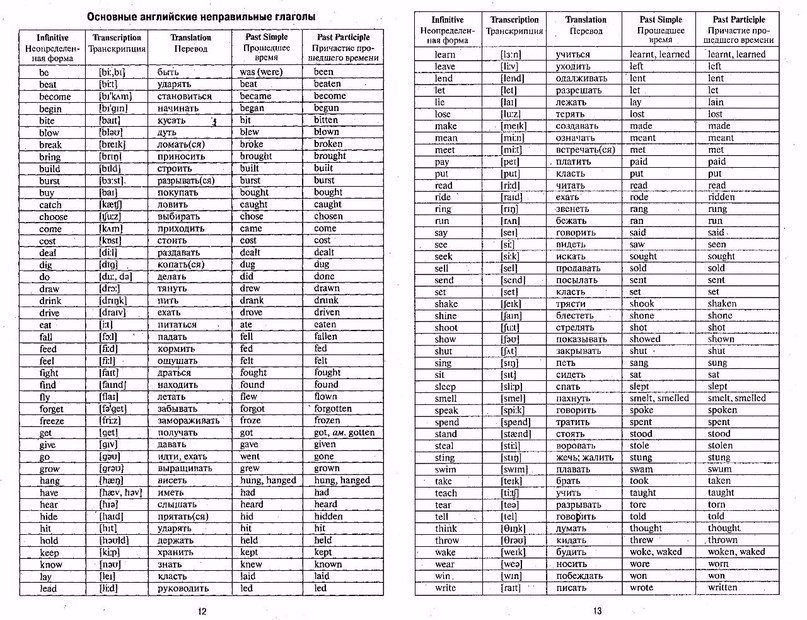 Основные английские неправильные глаголы
Infinitive Transcription Translation Past Simple Past Participle
Неопределен- Транскрипция Перевод Прошедшее Причастие про-
ная форма время шедшего времени
be [bi:,bɪ] быть was (were) been
beat [bi:t] ударять beat beaten
become [bɪ'kʌm] становиться became become
begin [bɪ'gɪn] начинать began begun
bite [baɪt] кусать bit bitten
blow [bləʊ] дуть blew blown
break [breɪk] ломать(ся) broke broken
bring [brɪŋ] приносить brought brought
build [bɪld] строить built built
burst [bɜ:st] разрывать(ся) burst burst
buy [baɪ] покупать bought bought
catch [kætʃ] ловить caught caught
choose [tʃu:z] выбирать chose chosen
come [kʌm] приходить came come
cost [kɒst] стоить cost cost
deal [di:l] раздавать dealt dealt
dig [dɪg] копать(ся) dug dug
do [du:, də] делать did done
draw [drɔ:] тянуть drew drawn
drink [drɪŋk] пить drank drunk
drive [draɪv] ехать drove driven
eat [i:t] питаться ate eaten
fall [fɔ:l] падать fell fallen
feed [fi:d] кормить fed fed
feel [fi:l] ощущать felt felt
fight [faɪt] драться fought fought
find [faɪnd] находить found found
fly [flaɪ] летать flew flown
forget [fə'get] забывать forgot forgotten
freeze [fri:z] замораживать froze frozen
get [get] получать got got, ам. gotten
give [gɪv] давать gave given
go [gəʊ] идти, ехать went gone
grow [grəʊ] выращивать grew grown
hang [hæŋ] висеть hung, hanged hung, hanged
have [hæv, həv] иметь had had
hear [hɪə] слышать heard heard
hide [haɪd] прятать(ся) hid hidden
hit [hɪt] ударять hit hit
hold [həʊld] держать held held
keep [ki:p] хранить kept kept
know [nəʊ] знать knew known
lay [leɪ] класть laid laid
lead [li:d] руководить led led
12
Infinitive Transcription Translation Past Simple Past Participle
Неопределен- Транскрипция Перевод Прошедшее Причастие про-
ная форма время шедшего времени
learn [lɜ:n] учиться learnt, learned learnt, learned
leave [li:v] уходить left left
lend [lend] одалживать lent lent
let [let] разрешать let let
lie [laɪ] лежать lay lain
lose [lu:z] терять lost lost
make [meɪk] создавать made made
mean [mi:n] означать meant meant
meet [mi:t] встречать(ся) met met
pay [peɪ] платить paid paid
put [pʊt] класть put put
read [ri:d] читать read read
ride [raɪd] ехать rode ridden
ring [rɪŋ] звенеть rang rung
run [rʌn] бежать ran run
say [seɪ] говорить said said
see [si:] видеть saw seen
seek [si:k] искать sought sought
sell [sel] продавать sold sold
send [send] посылать sent sent
set [set] класть set set
shake [ʃeɪk] трясти shook shaken
shine [ʃaɪn] блестеть shone shone
shoot [ʃu:t] стрелять shot shot
show [ʃəʊ] показывать showed shown
shut [ʃʌt] закрывать shut shut
sing [sɪŋ] петь sang sung
sit [sɪt] сидеть sat sat
sleep [sli:p] спать slept slept
smell [smel] пахнуть smelt, smelled smelt, smelled
speak [spi:k] говорить spoke spoken
spend [spend] тратить spent spent
stand [stænd] стоять stood stood
steal [sti:l] воровать stole stolen
sting [stɪŋ] жечь; жалить stung stung
swim [swɪm] плавать swam swum
take [teɪk] брать took taken
teach [ti:tʃ] учить taught taught
tear [teə] разрывать tore torn
tell [tel] говорить told told
think [θɪŋk] думать thought thought
throw [θrəʊ] кидать threw thrown
wake [weɪk] будить woke, waked woken, waked
wear [weə] носить wore worn
win [wɪn] побеждать won won
write [raɪt] писать wrote written
13